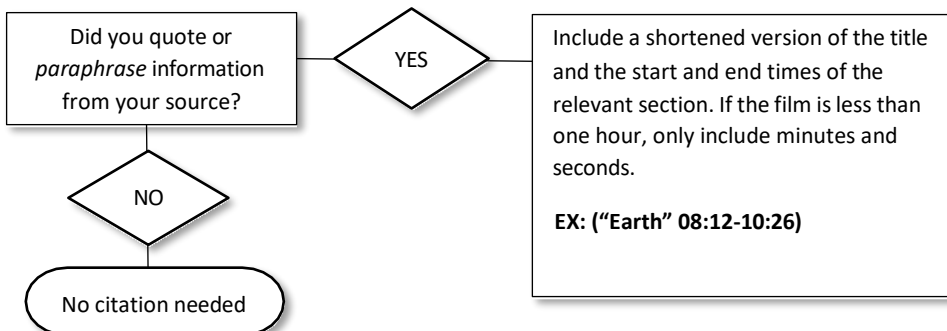 Did you quote or
paraphrase information
from your source?
YES
Include a shortened version of the title
and the start and end times of the
relevant section. If the film is less than
one hour, only include minutes and
seconds.
EX: (“Earth” 08:12-10:26)
NO
No citation needed